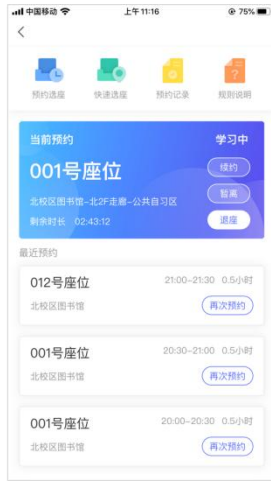 中国移动 上午11:16 75%
预约选座 快速选座 预约记录 规则说明
当前预约 学习中
001号座位 续约
北校区图书馆-北2F走廊-公共自习区 暂离
剩余时长 02:43:12 退座
最近预约
012号座位 21:00-21:30 0.5小时
北校区图书馆 再次预约
001号座位 20:30-21:00 0.5小时
北校区图书馆 再次预约
001号座位 20:00-20:30 0.5小时
北校区图书馆 再次预约